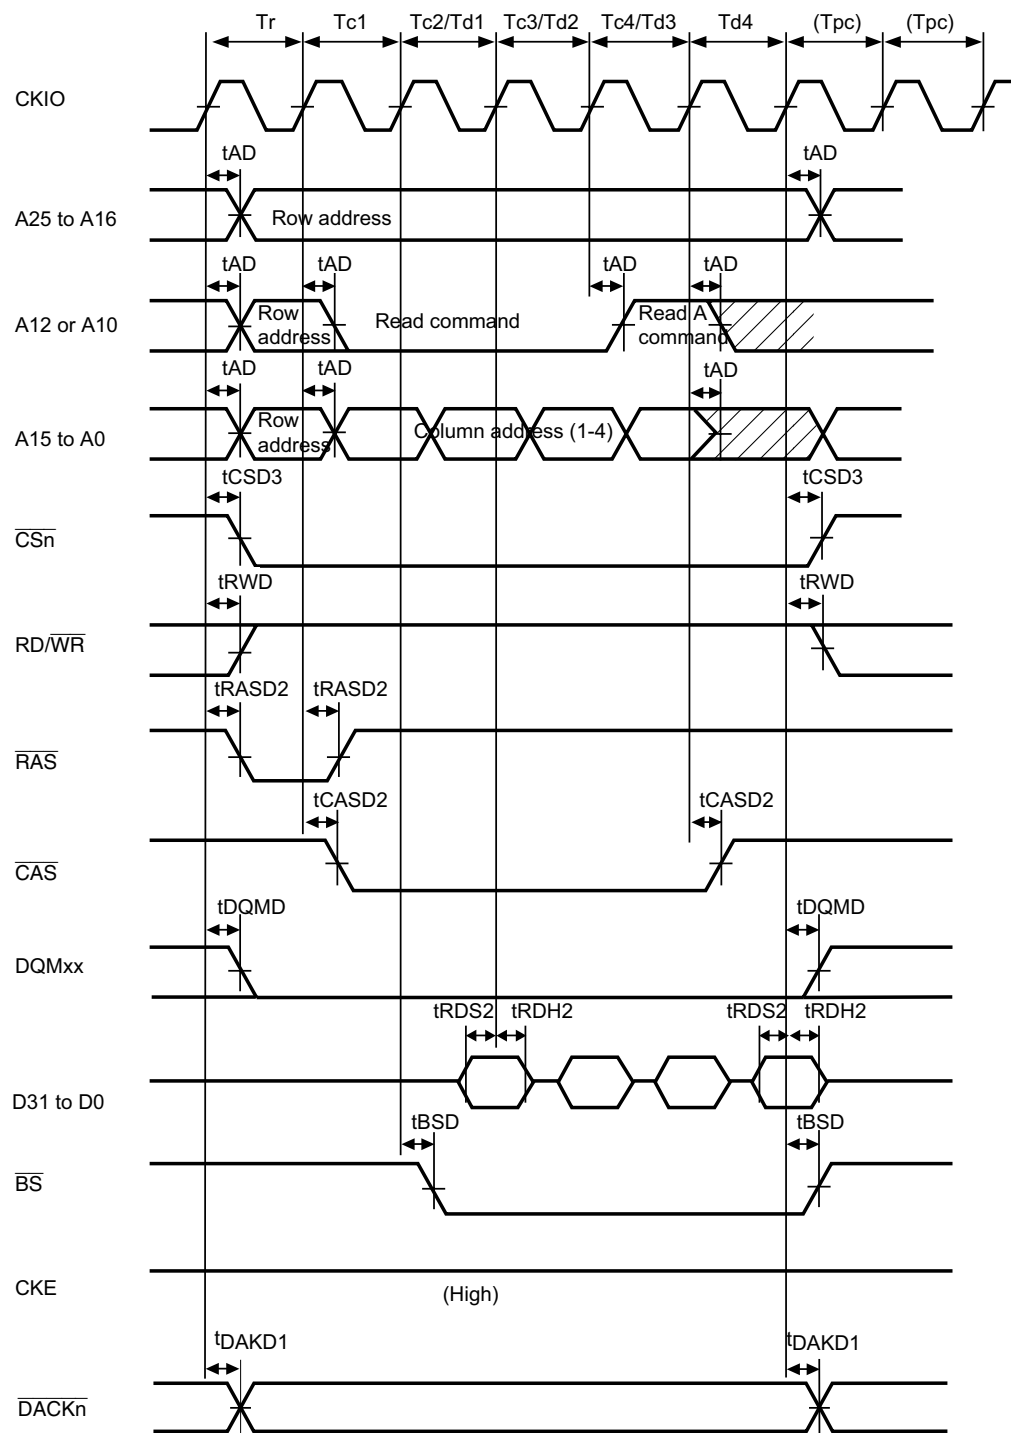 Tr Tc1 Tc2/Td1 Tc3/Td2 Tc4/Td3 Td4 (Tpc) (Tpc)
CKIO
tAD tAD
A25 to A16 Row address
tAD tAD tAD tAD
A12 or A10 Row address Read command Read A command
tAD tAD tAD
A15 to A0 Row address Column address (1-4)
tCSD3 tCSD3
CSn
tRWD tRWD
RD/WR
tRASD2 tRASD2
RAS
tCASD2 tCASD2
CAS
tDQMD tDQMD
DQMxx
tRDS2 tRDH2 tRDS2 tRDH2
D31 to D0
tBSD tBSD
BS
CKE
(High)
tDAKD1 tDAKD1
DACKn